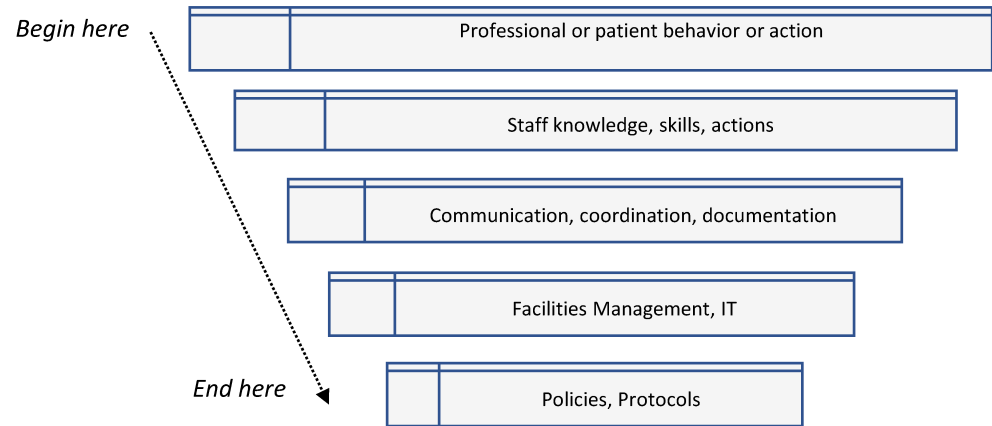 Begin here
Professional or patient behavior or action
Staff knowledge, skills, actions
Communication, coordination, documentation
Facilities Management, IT
End here
Policies, Protocols